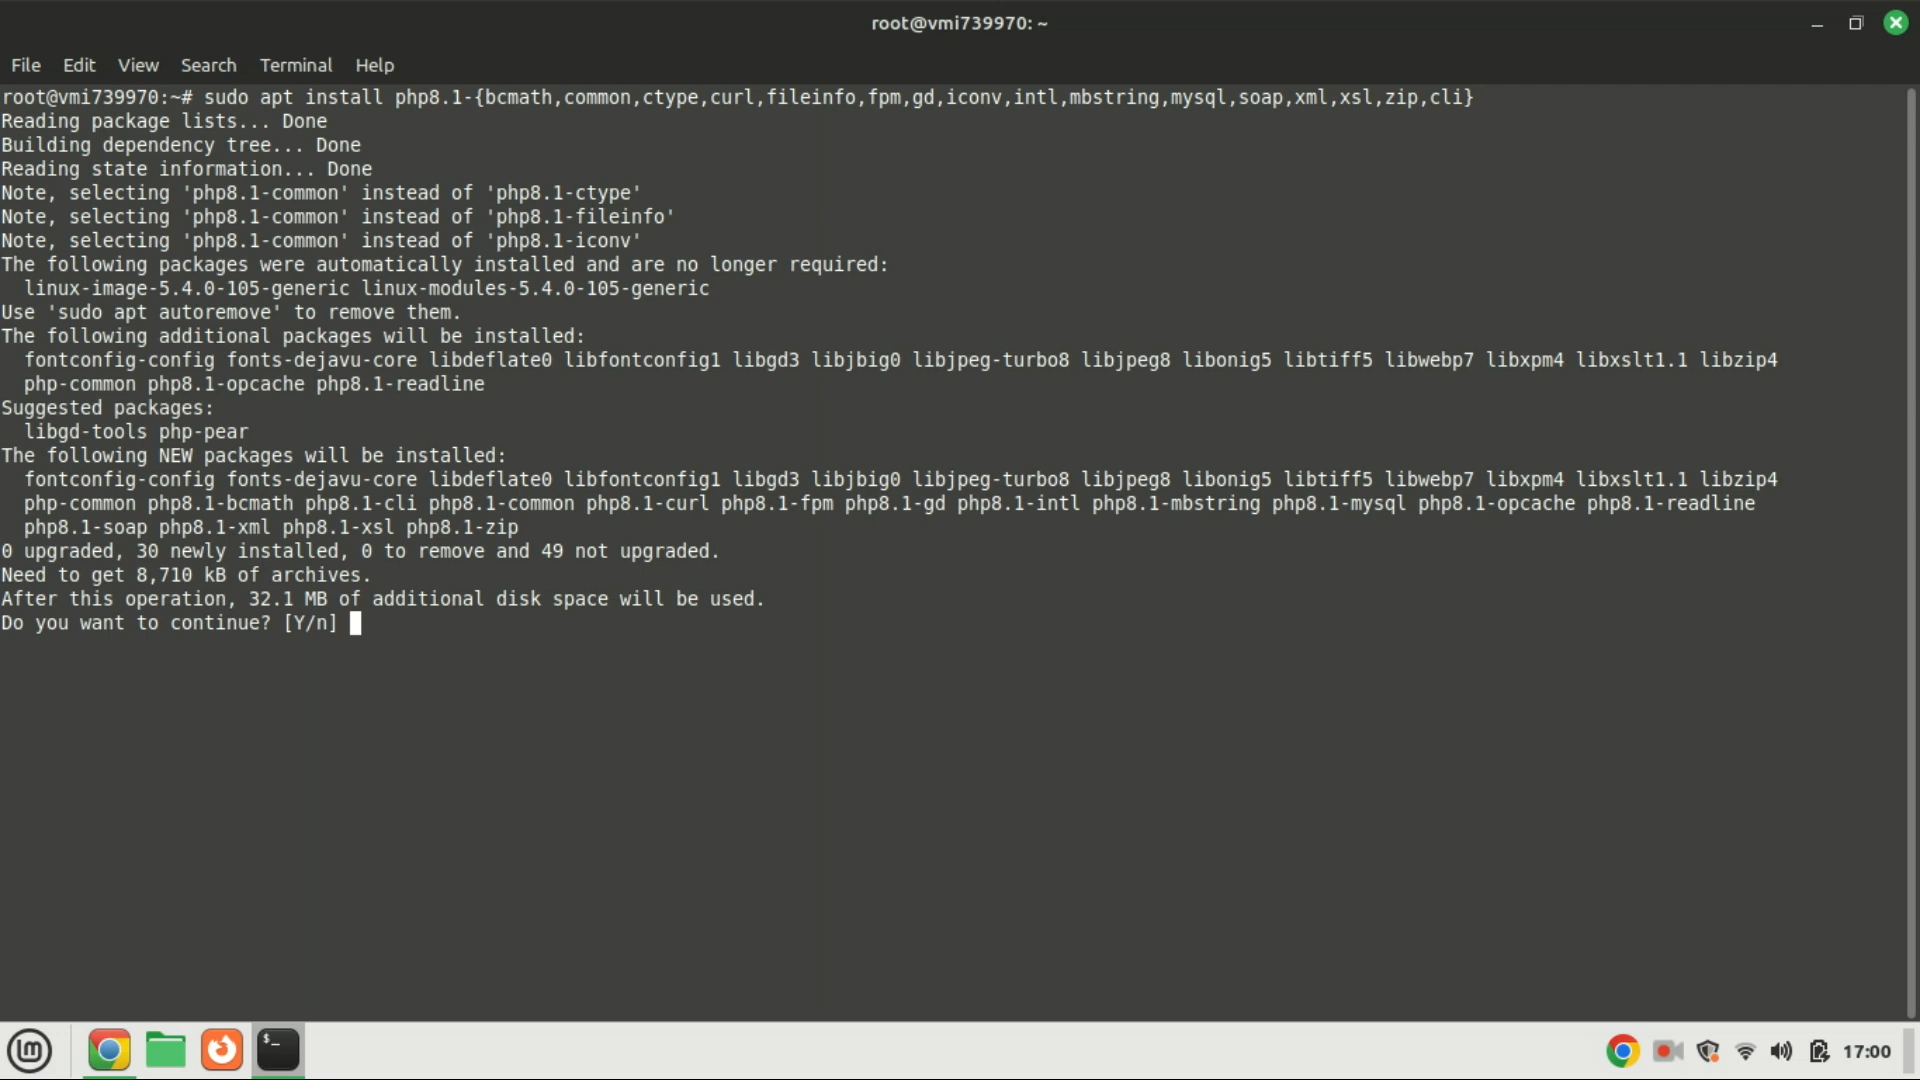 root@vmi739970: ~
File Edit View Search Terminal Help
root@vmi739970:~# sudo apt install php8.1-{bcmath,common,ctype,curl,fileinfo,fpm,gd,iconv,intl,mbstring,mysql,soap,xml,xsl,zip,cli}
Reading package lists... Done
Building dependency tree... Done
Reading state information... Done
Note, selecting 'php8.1-common' instead of 'php8.1-ctype'
Note, selecting 'php8.1-common' instead of 'php8.1-fileinfo'
Note, selecting 'php8.1-common' instead of 'php8.1-iconv'
The following packages were automatically installed and are no longer required:
  linux-image-5.4.0-105-generic linux-modules-5.4.0-105-generic
Use 'sudo apt autoremove' to remove them.
The following additional packages will be installed:
  fontconfig-config fonts-dejavu-core libdeflate0 libfontconfig1 libgd3 libjbig0 libjpeg-turbo8 libjpeg8 libonig5 libtiff5 libwebp7 libxpm4 libxslt1.1 libzip4
  php-common php8.1-opcache php8.1-readline
Suggested packages:
  libgd-tools php-pear
The following NEW packages will be installed:
  fontconfig-config fonts-dejavu-core libdeflate0 libfontconfig1 libgd3 libjbig0 libjpeg-turbo8 libjpeg8 libonig5 libtiff5 libwebp7 libxpm4 libxslt1.1 libzip4
  php-common php8.1-bcmath php8.1-cli php8.1-common php8.1-curl php8.1-fpm php8.1-gd php8.1-intl php8.1-mbstring php8.1-mysql php8.1-opcache php8.1-readline
  php8.1-soap php8.1-xml php8.1-xsl php8.1-zip
0 upgraded, 30 newly installed, 0 to remove and 49 not upgraded.
Need to get 8,710 kB of archives.
After this operation, 32.1 MB of additional disk space will be used.
Do you want to continue? [Y/n]
$_
17:00